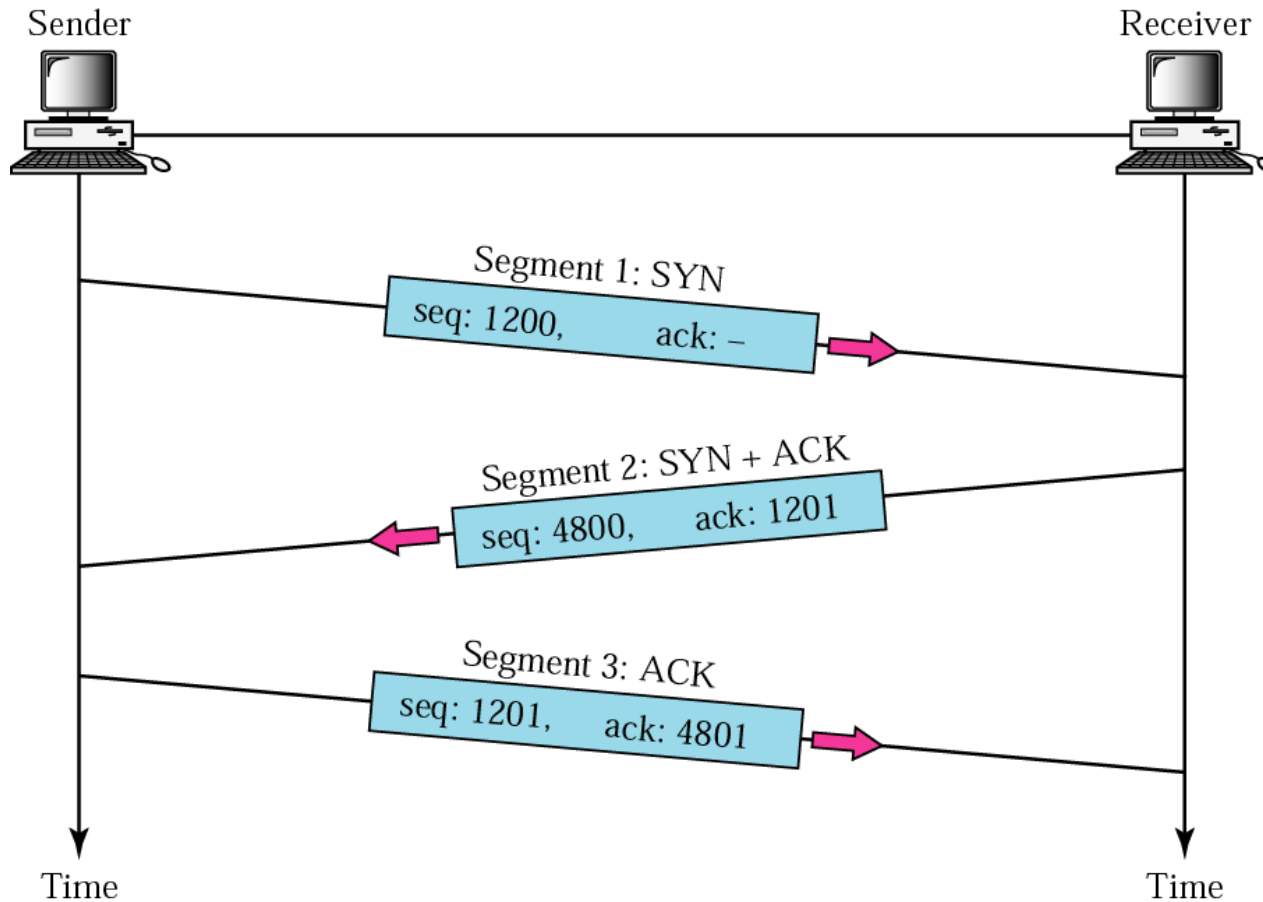 Sender
Receiver
Segment 1: SYN
seq: 1200, ack: –
Segment 2: SYN + ACK
seq: 4800, ack: 1201
Segment 3: ACK
seq: 1201, ack: 4801
Time
Time